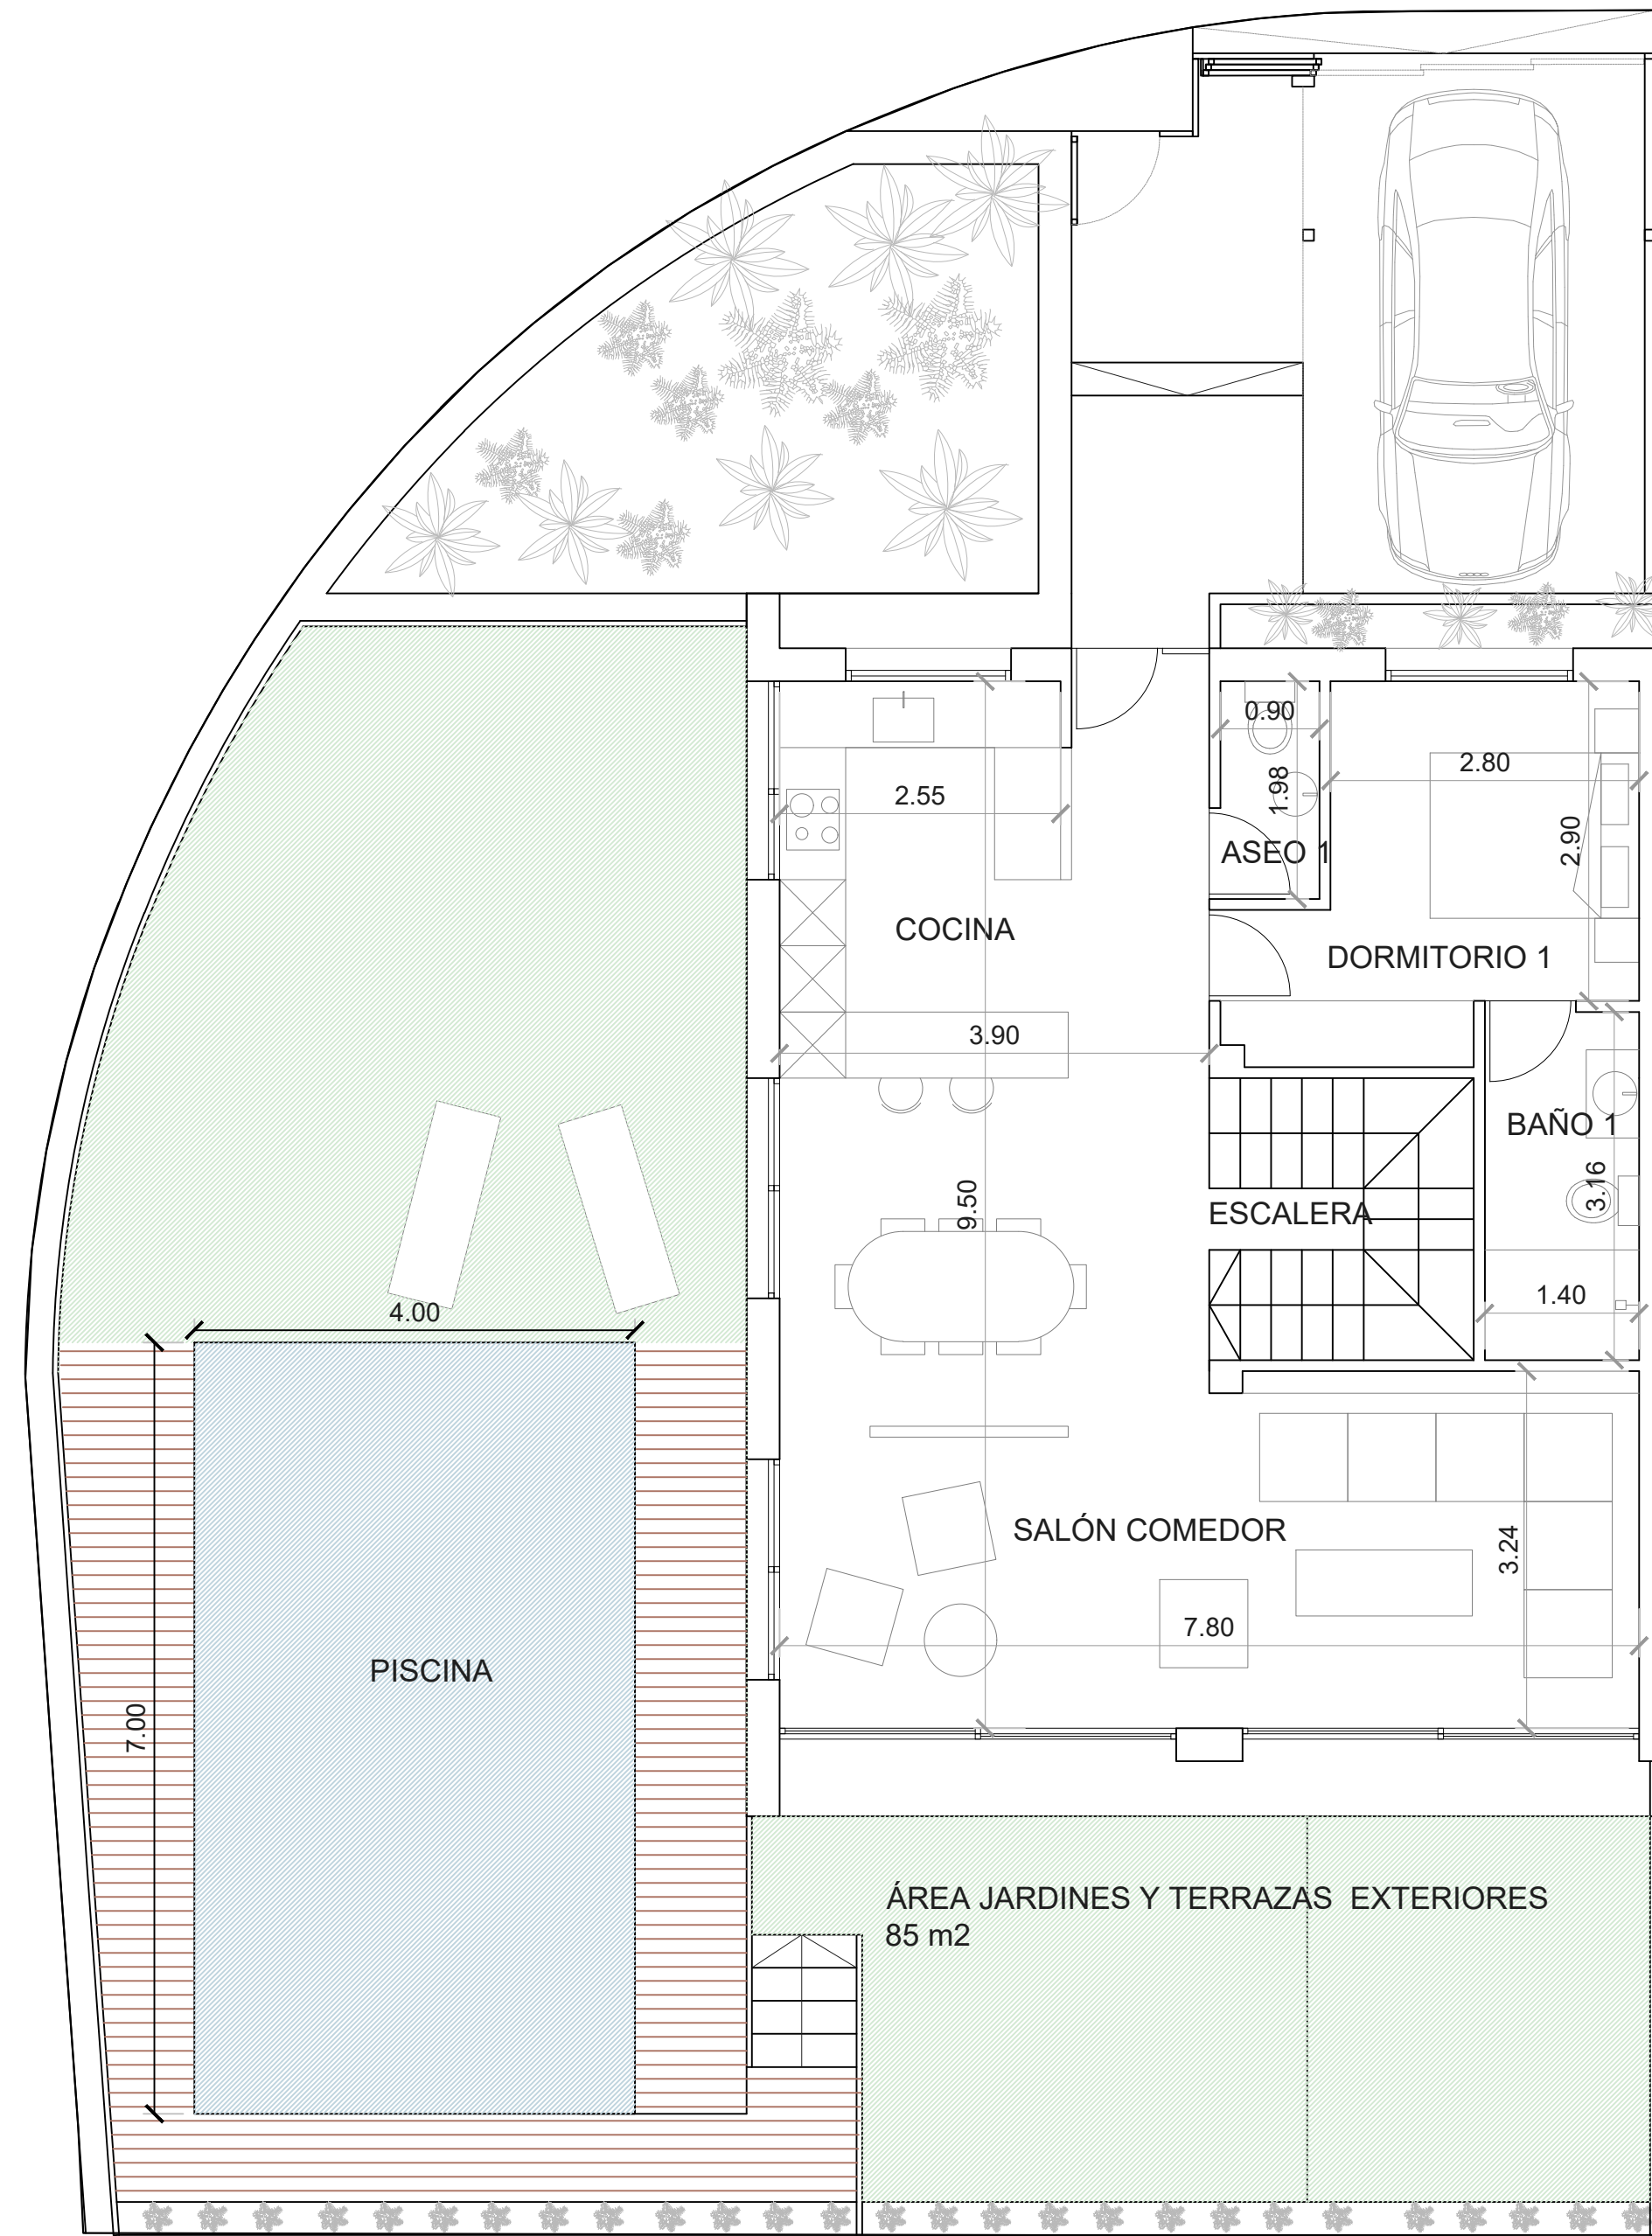 0.90
1.98
2.80
2.55
2.90
ASEO 1
COCINA
DORMITORIO 1
3.90
BAÑO 1
3.16
9.50
ESCALERA
1.40
4.00
SALÓN COMEDOR
3.24
7.80
PISCINA
7.00
ÁREA JARDINES Y TERRAZAS EXTERIORES
85 m2